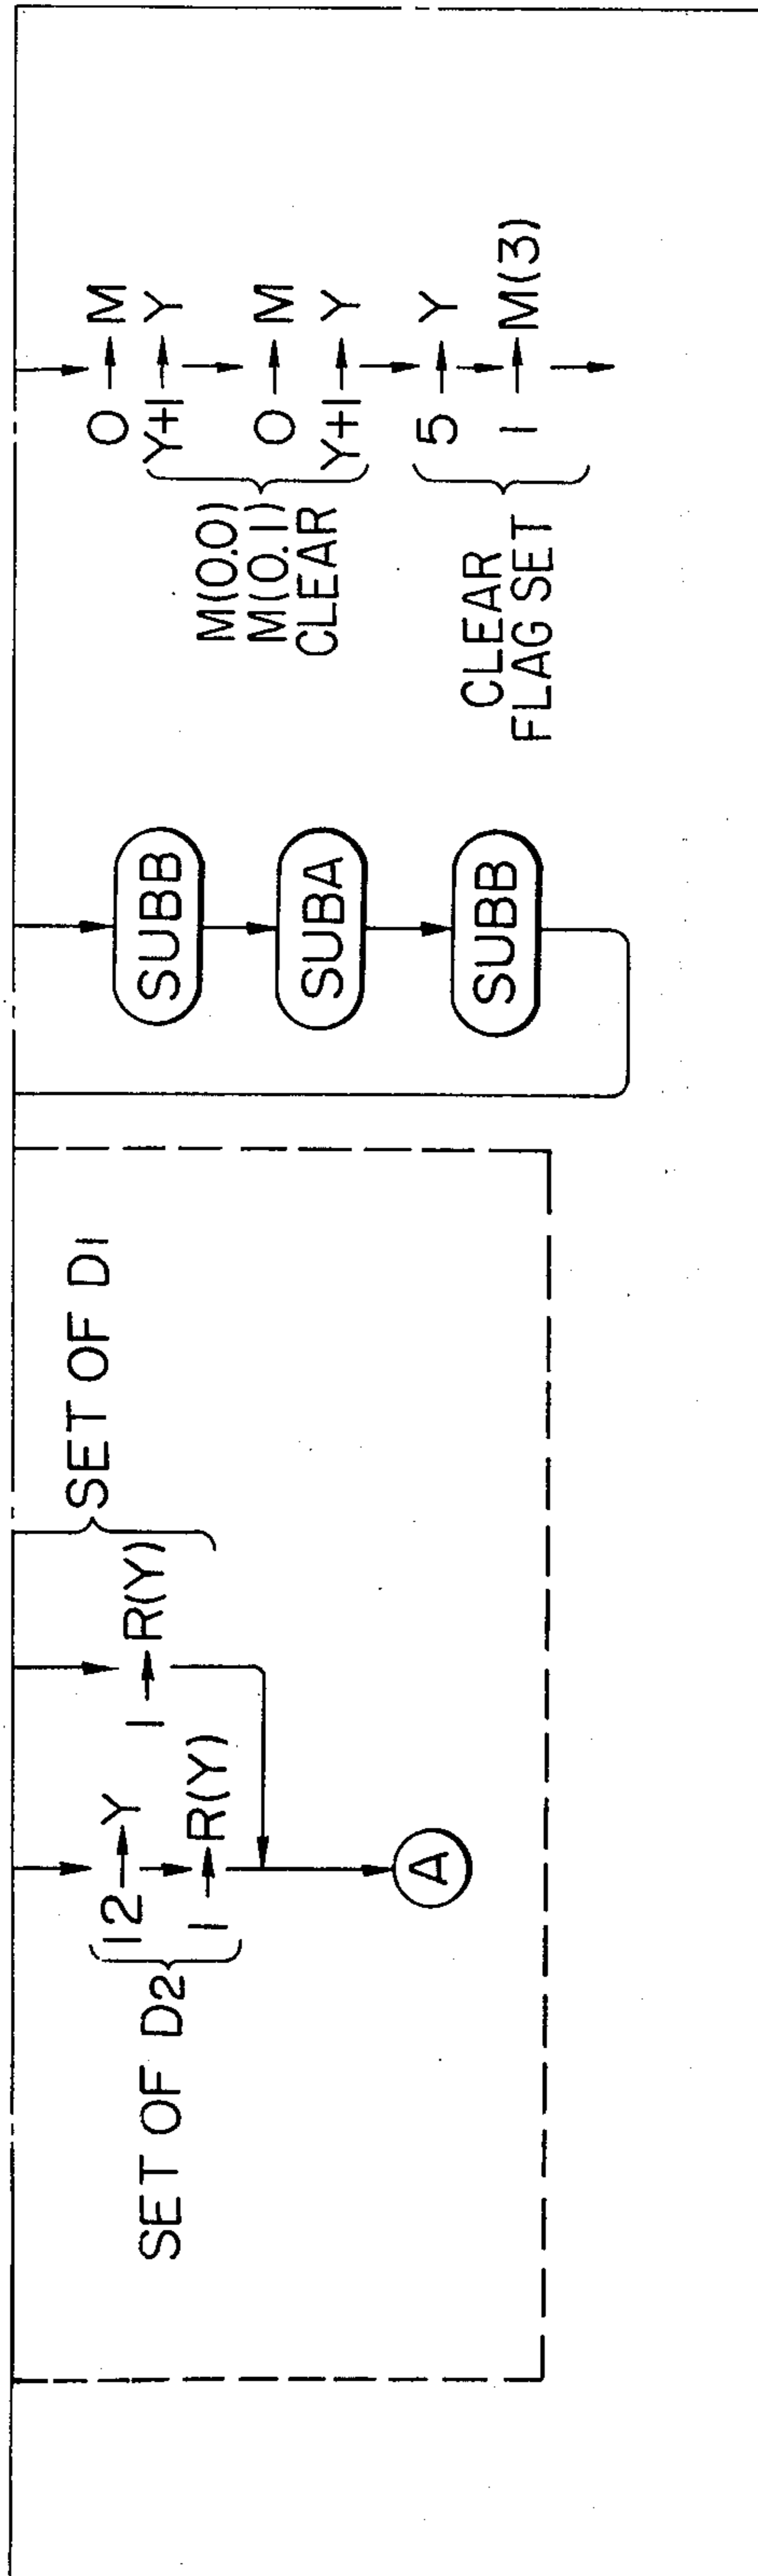 SET OF D2
12→Y
1→R(Y)
A
1→R(Y)
SET OF D1
SUBB
SUBA
SUBB
M(0.0)
M(0.1)
CLEAR
0→M
Y+1→Y
0→M
Y+1→Y
CLEAR
FLAG SET
5→Y
1→M(3)